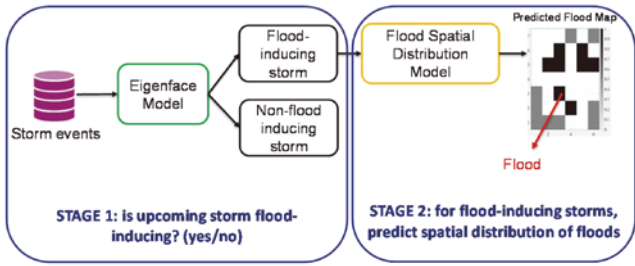 Predicted Flood Map
Flood-
inducing
storm
Flood Spatial
Distribution
Model
Eigenface
Model
Storm events
Non-flood
inducing
storm
Flood
STAGE 1: is upcoming storm flood-
inducing? (yes/no)
STAGE 2: for flood-inducing storms,
predict spatial distribution of floods